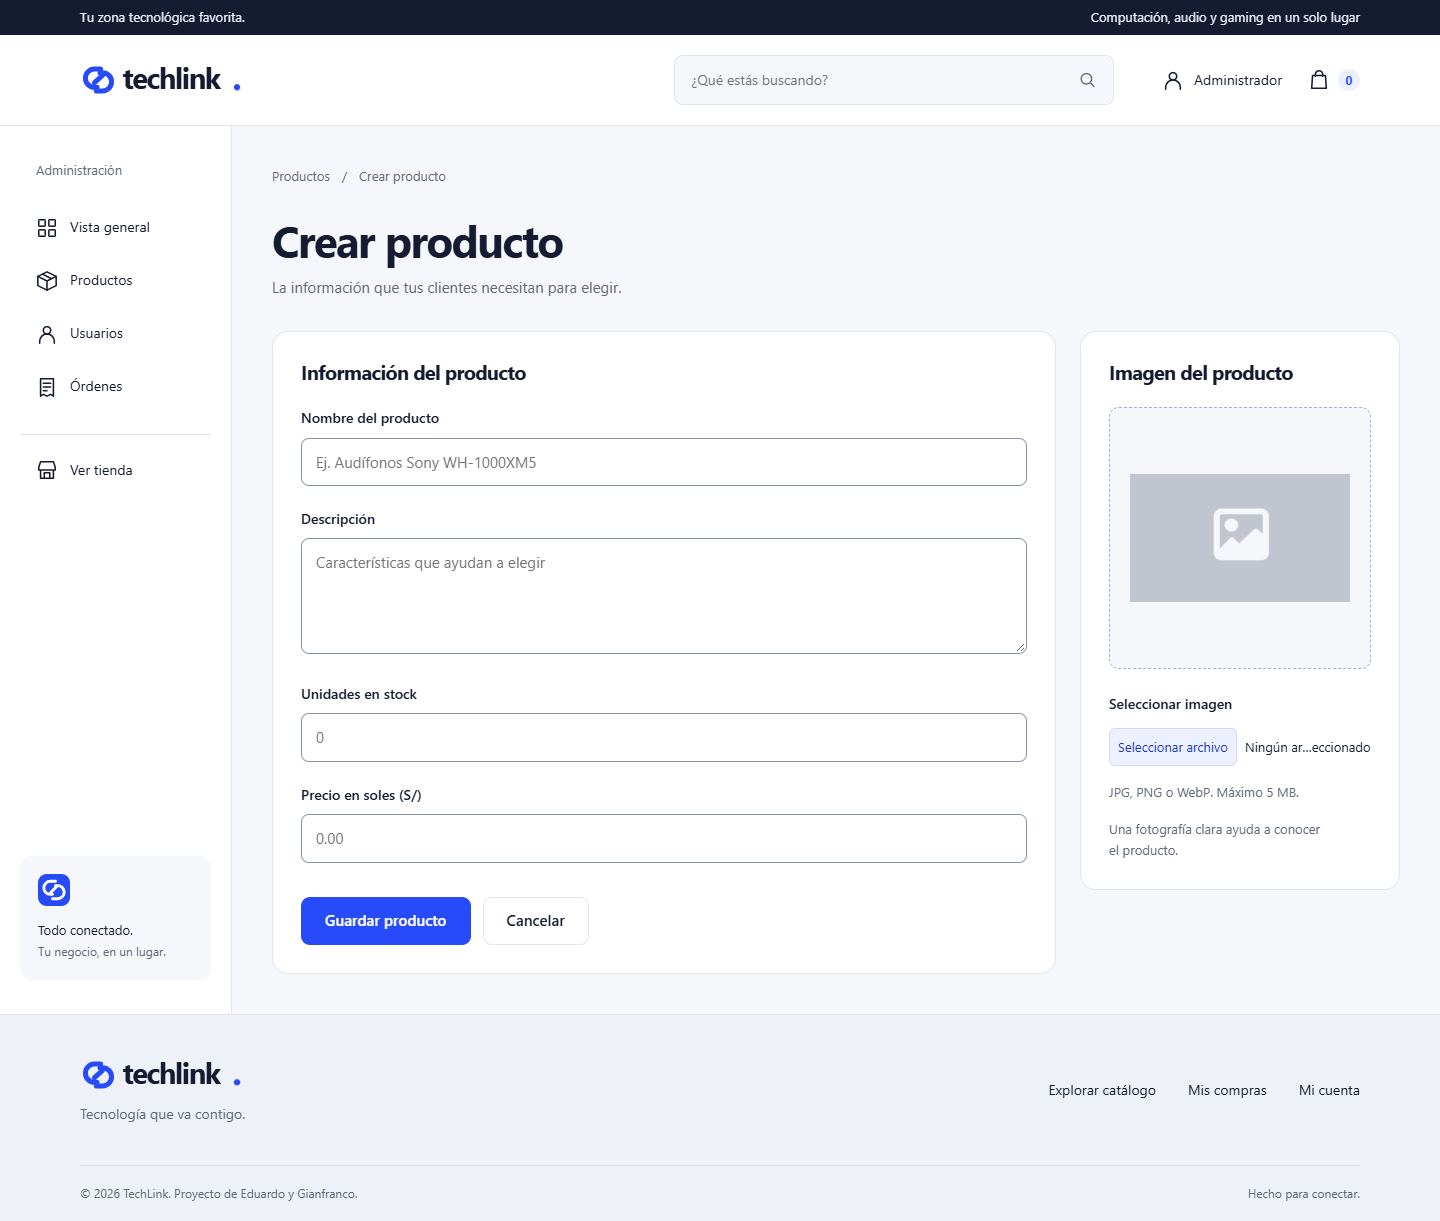 Tu zona tecnológica favorita.
Computación, audio y gaming en un solo lugar
techlink.
¿Qué estás buscando?
Administrador
0
Administración
Vista general
Productos
Usuarios
Órdenes
Ver tienda
Todo conectado.
Tu negocio, en un lugar.
Productos / Crear producto
Crear producto
La información que tus clientes necesitan para elegir.
Información del producto
Nombre del producto
Ej. Audífonos Sony WH-1000XM5
Descripción
Características que ayudan a elegir
Unidades en stock
0
Precio en soles (S/)
0.00
Guardar producto
Cancelar
Imagen del producto
Seleccionar imagen
Seleccionar archivo
Ningún ar...eccionado
JPG, PNG o WebP. Máximo 5 MB.
Una fotografía clara ayuda a conocer
el producto.
techlink.
Tecnología que va contigo.
Explorar catálogo
Mis compras
Mi cuenta
© 2026 TechLink. Proyecto de Eduardo y Gianfranco.
Hecho para conectar.